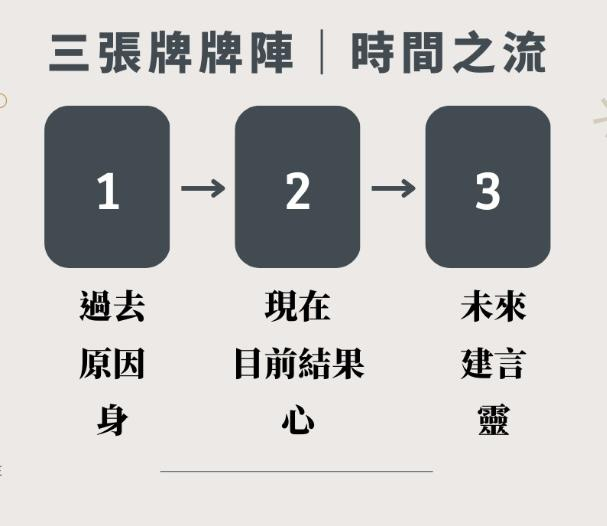 三張牌牌陣｜時間之流
1 → 2 → 3
過去 現在 未來
原因 目前結果 建言
身 心 靈